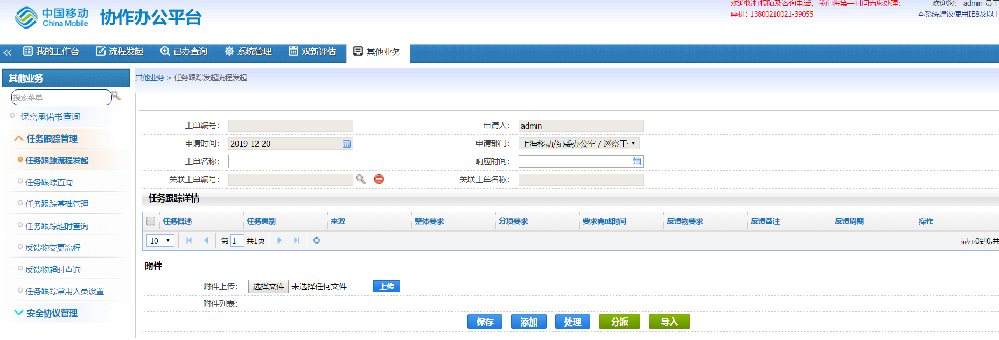 中国移动
China Mobile
协作办公平台
欢迎拨打报障及咨询电话，我们将第一时间为您处理：
座机: 13800210021-39055
欢迎您： admin 员工
本系统建议使用IE8及以上
我的工作台 流程发起 已办查询 系统管理 双新评估 其他业务
其他业务
搜索菜单
保密承诺书查询
任务跟踪管理
任务跟踪流程发起
任务跟踪查询
任务跟踪基础管理
任务跟踪超时查询
反馈物变更流程
反馈物超时查询
任务跟踪常用人员设置
安全协议管理
其他业务 > 任务跟踪发起流程发起
工单编号： 申请人： admin
申请时间： 2019-12-20 申请部门： 上海移动/纪委办公室 / 巡察工
工单名称： 响应时间：
关联工单编号： 关联工单名称：
任务跟踪详情
任务概述 任务类别 来源 整体要求 分项要求 要求完成时间 反馈物要求 反馈备注 反馈周期 操作
10 第 1 共1页 显示0到0,共
附件
附件上传： 选择文件 未选择任何文件 上传
附件列表：
保存 添加 处理 分派 导入